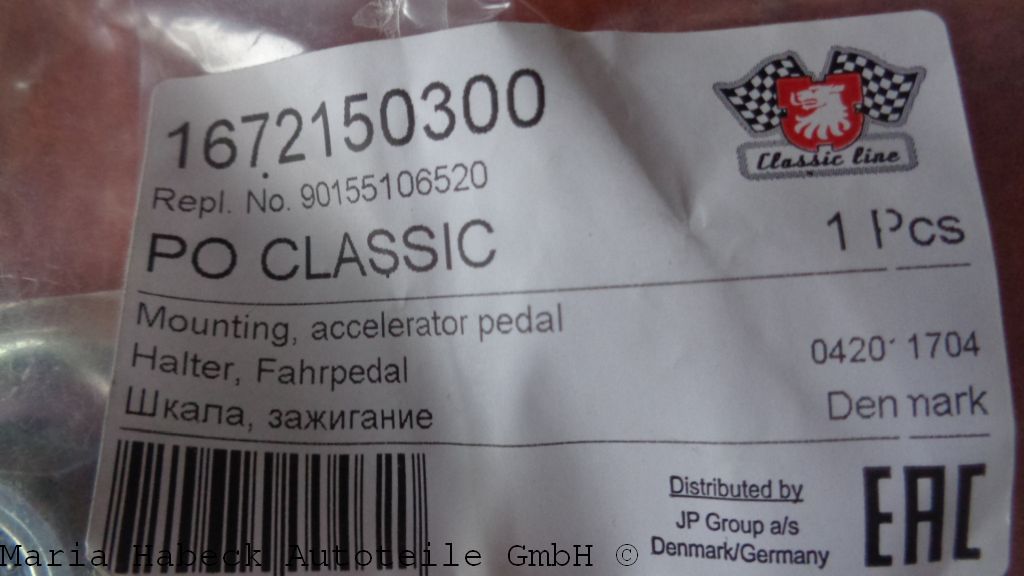 1672150300
Classic line
Repl. No. 90155106520
PO CLASSIC
1 Pcs
Mounting, accelerator pedal
Halter, Fahrpedal
Шкала, зажигание
1704
Denmark
Distributed by
JP Group a/s
Denmark/Germany
EAC
Maria Habeck Autoteile GmbH ©